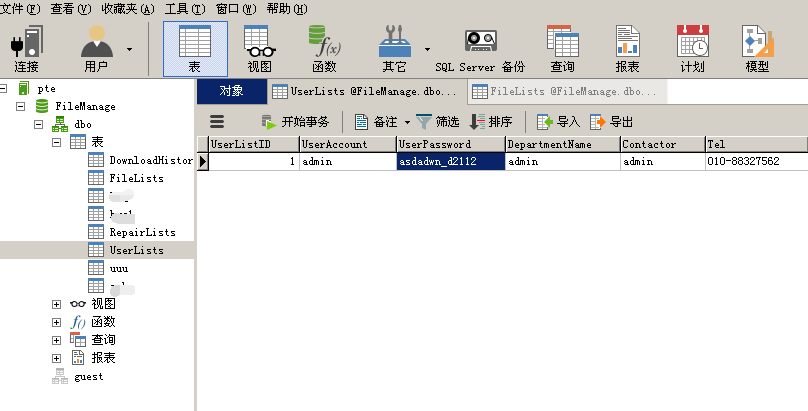 文件(F) 查看(V) 收藏夹(A) 工具(T) 窗口(W) 帮助(H)
连接 用户 表 视图 函数 其它 SQL Server 备份 查询 报表 计划 模型
pte
FileManage
dbo
表
DownloadHistor
FileLists
RepairLists
UserLists
uuu
视图
函数
查询
报表
guest
对象 UserLists @FileManage.dbo... FileLists @FileManage.dbo...
开始事务 备注 筛选 排序 导入 导出
UserListID UserAccount UserPassword DepartmentName Contactor Tel
1 admin asdadwn_d2112 admin admin 010-88327562